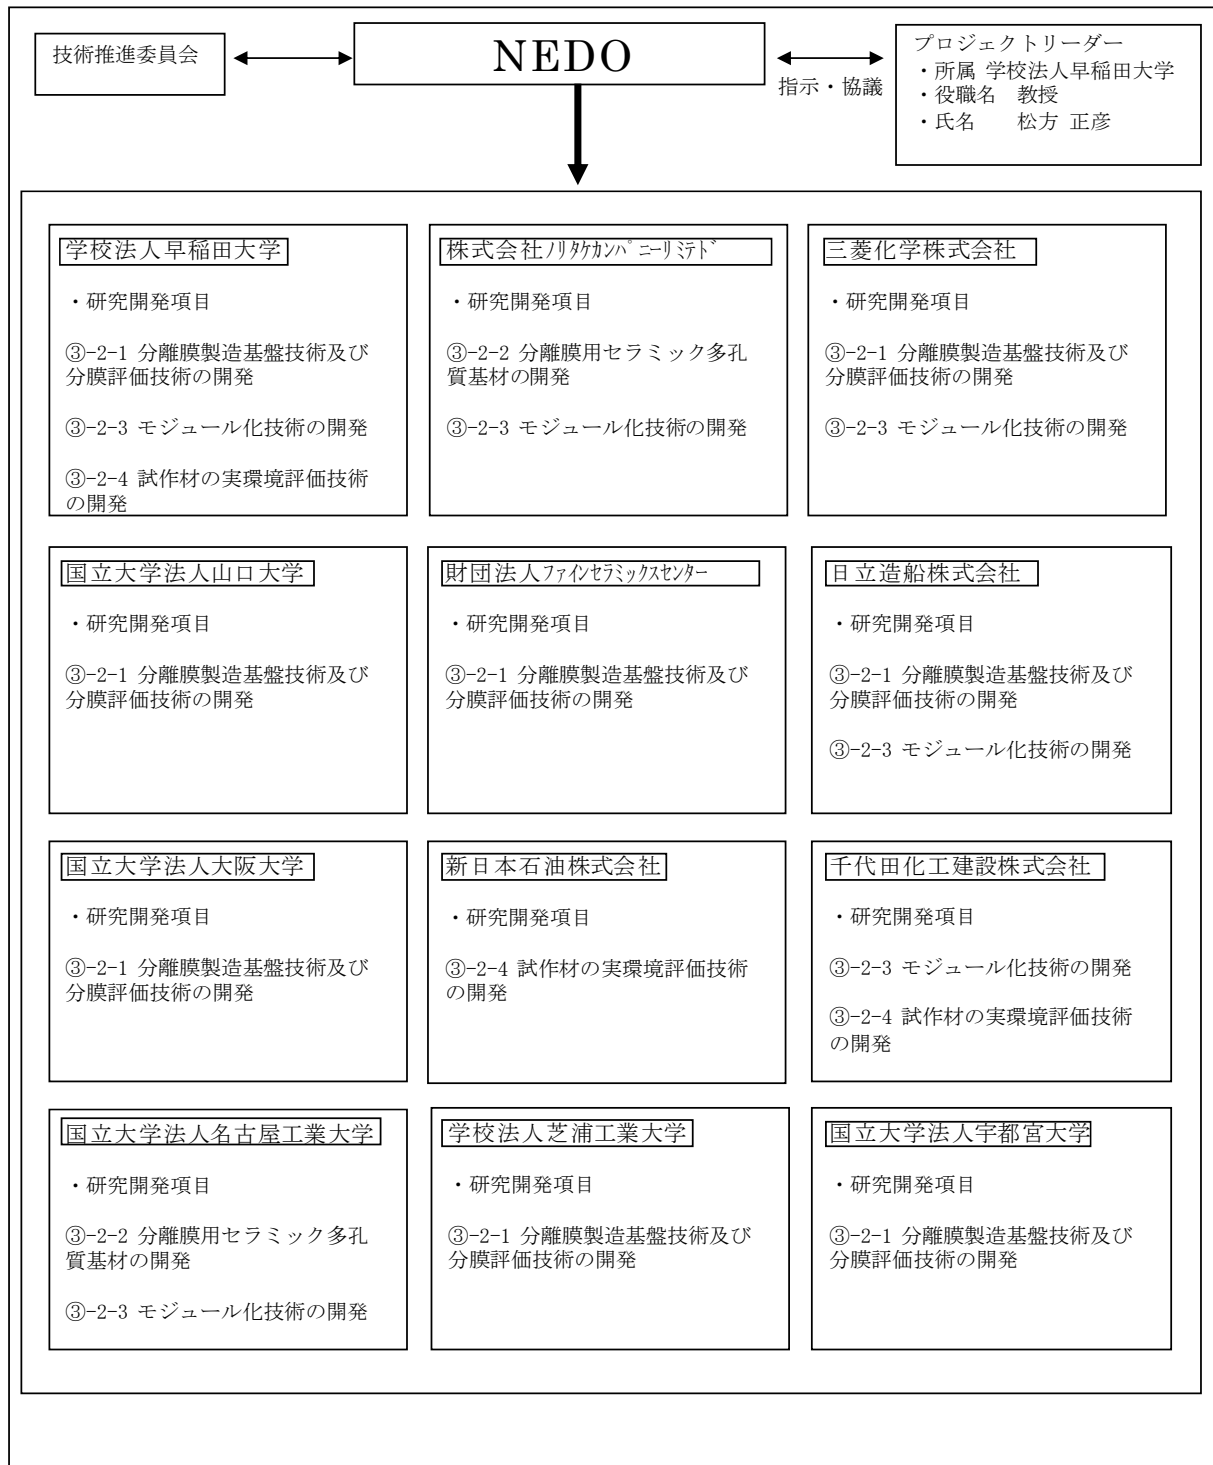 技術推進委員会
NEDO
指示・協議
プロジェクトリーダー
・所属 学校法人早稲田大学
・役職名 教授
・氏名 松方 正彦
学校法人早稲田大学
・研究開発項目
③-2-1 分離膜製造基盤技術及び
分膜評価技術の開発
③-2-3 モジュール化技術の開発
③-2-4 試作材の実環境評価技術
の開発
株式会社ﾉﾘﾀｹｶﾝﾊﾟﾆｰﾘﾐﾃﾄﾞ
・研究開発項目
③-2-2 分離膜用セラミック多孔
質基材の開発
③-2-3 モジュール化技術の開発
三菱化学株式会社
・研究開発項目
③-2-1 分離膜製造基盤技術及び
分膜評価技術の開発
③-2-3 モジュール化技術の開発
国立大学法人山口大学
・研究開発項目
③-2-1 分離膜製造基盤技術及び
分膜評価技術の開発
財団法人ﾌｧｲﾝｾﾗﾐｯｸｽｾﾝﾀｰ
・研究開発項目
③-2-1 分離膜製造基盤技術及び
分膜評価技術の開発
日立造船株式会社
・研究開発項目
③-2-1 分離膜製造基盤技術及び
分膜評価技術の開発
③-2-3 モジュール化技術の開発
国立大学法人大阪大学
・研究開発項目
③-2-1 分離膜製造基盤技術及び
分膜評価技術の開発
新日本石油株式会社
・研究開発項目
③-2-4 試作材の実環境評価技術
の開発
千代田化工建設株式会社
・研究開発項目
③-2-3 モジュール化技術の開発
③-2-4 試作材の実環境評価技術
の開発
国立大学法人名古屋工業大学
・研究開発項目
③-2-2 分離膜用セラミック多孔
質基材の開発
③-2-3 モジュール化技術の開発
学校法人芝浦工業大学
・研究開発項目
③-2-1 分離膜製造基盤技術及び
分膜評価技術の開発
国立大学法人宇都宮大学
・研究開発項目
③-2-1 分離膜製造基盤技術及び
分膜評価技術の開発